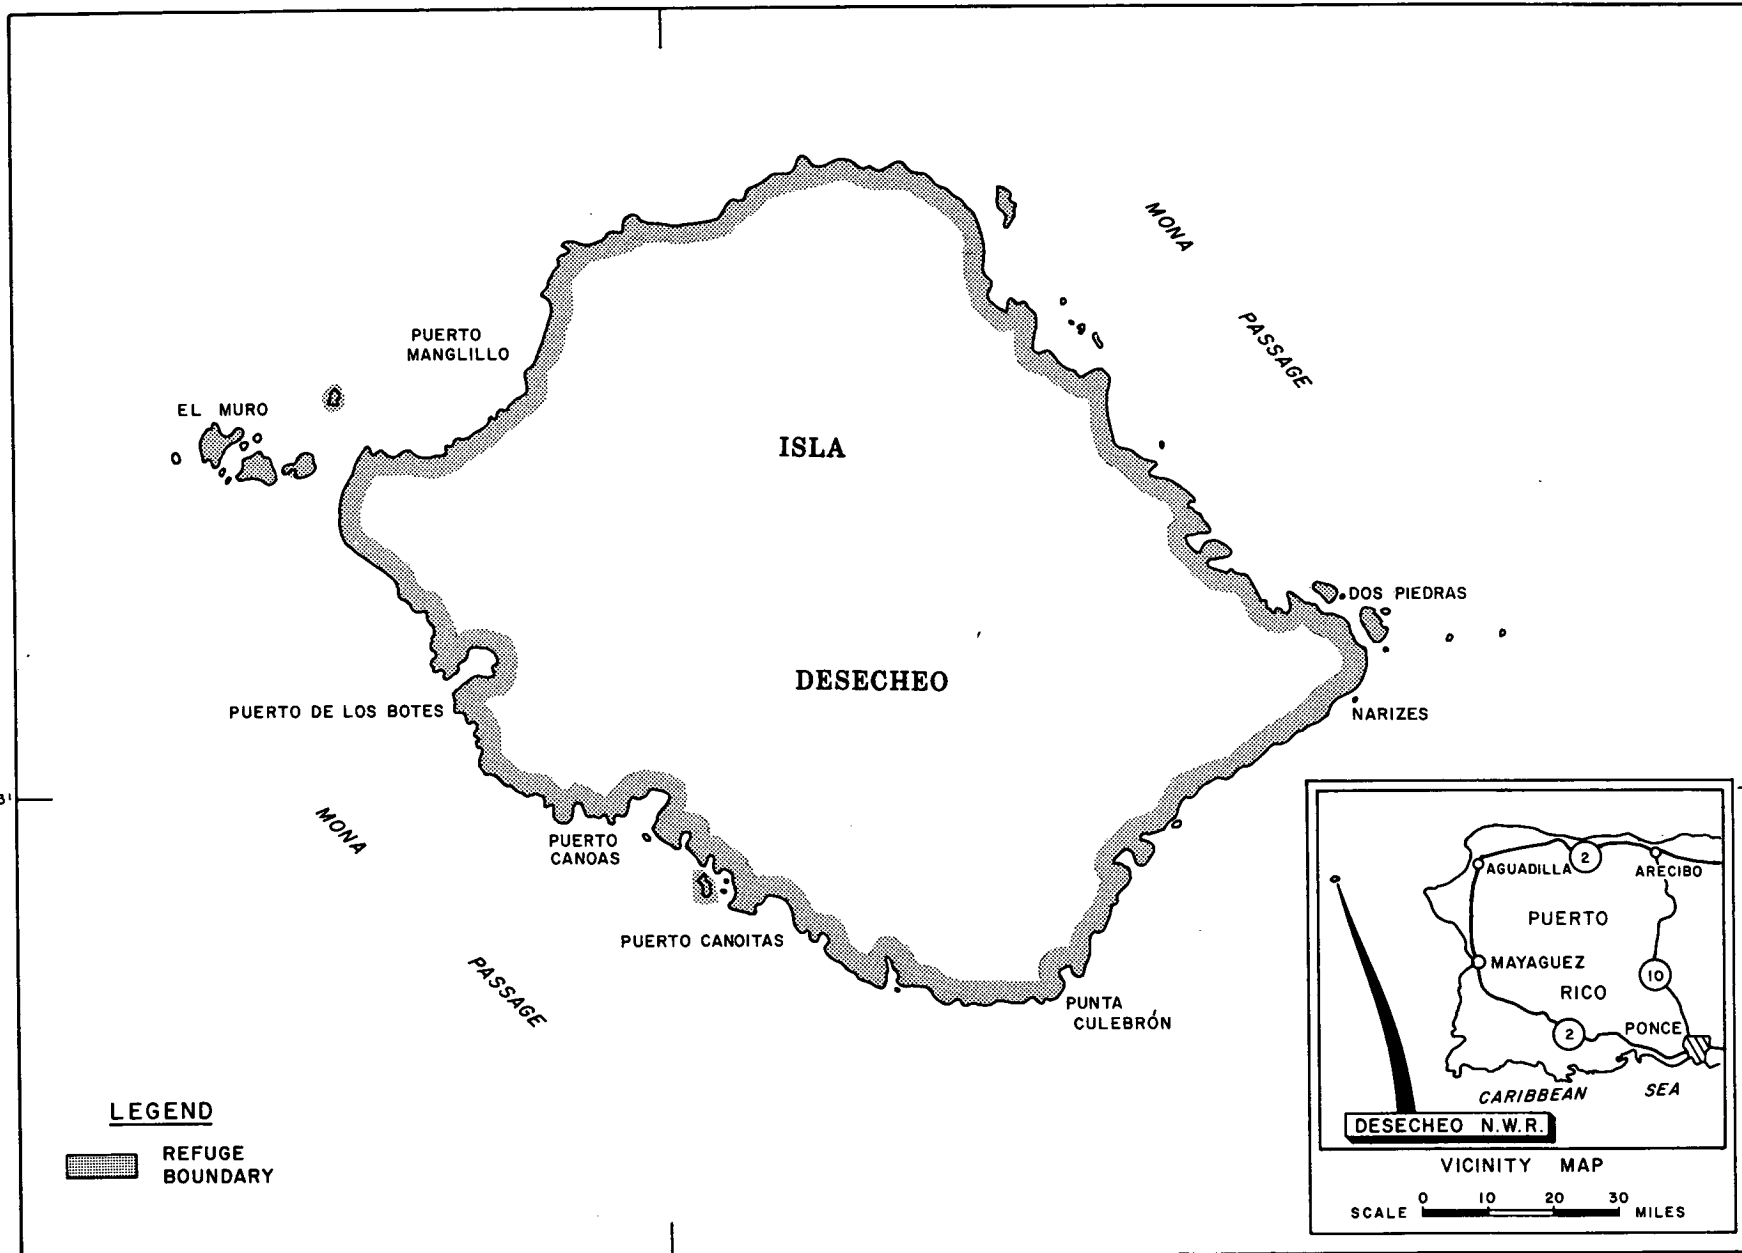 MONA
PASSAGE
PUERTO
MANGLILLO
EL MURO
ISLA
DOS PIEDRAS
DESECHEO
PUERTO DE LOS BOTES
NARIZES
MONA
PASSAGE
PUERTO
CANOAS
PUERTO CANOITAS
PUNTA
CULEBRÓN
LEGEND
REFUGE
BOUNDARY
AGUADILLA
2
ARECIBO
PUERTO
MAYAGUEZ
10
RICO
2
PONCE
CARIBBEAN SEA
DESECHEO N.W.R.
VICINITY MAP
0 10 20 30
SCALE MILES